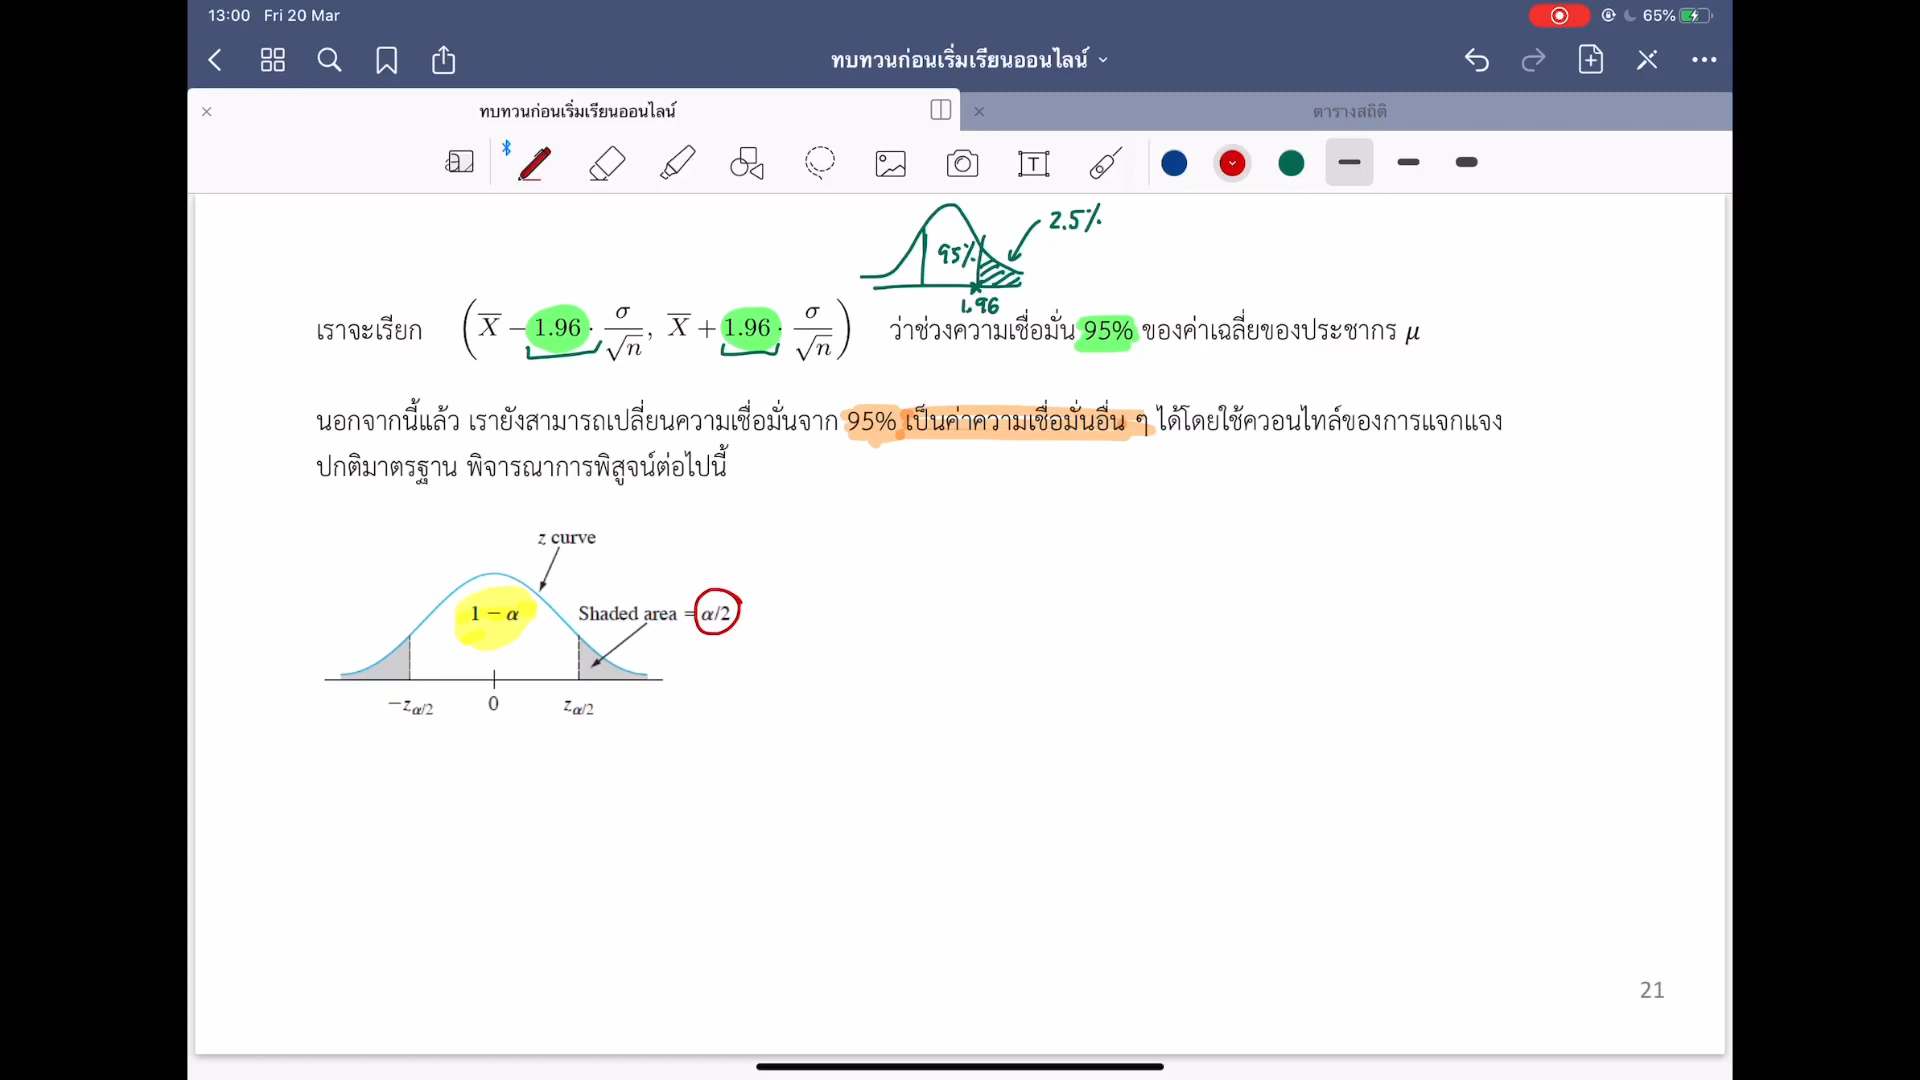 13:00 Fri 20 Mar
65%
ทบทวนก่อนเริ่มเรียนออนไลน์
ทบทวนก่อนเริ่มเรียนออนไลน์
ตารางสถิติ
T
2.5%
95%
1.96
เราจะเรียก (X̅ − 1.96 · σ/√n, X̅ + 1.96 · σ/√n) ว่าช่วงความเชื่อมั่น 95% ของค่าเฉลี่ยของประชากร μ
นอกจากนี้แล้ว เรายังสามารถเปลี่ยนความเชื่อมั่นจาก 95% เป็นค่าความเชื่อมั่นอื่น ๆ ได้โดยใช้ควอนไทล์ของการแจกแจง
ปกติมาตรฐาน พิจารณาการพิสูจน์ต่อไปนี้
z curve
1 − α
Shaded area = α/2
−zα/2 0 zα/2
21